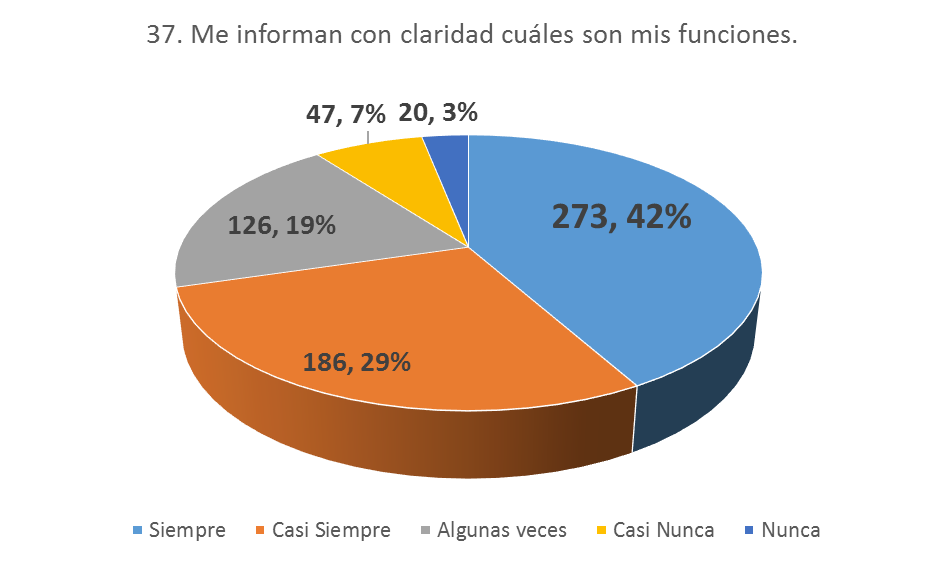 37. Me informan con claridad cuáles son mis funciones.
47, 7%
20, 3%
273, 42%
126, 19%
186, 29%
Siempre
Casi Siempre
Algunas veces
Casi Nunca
Nunca